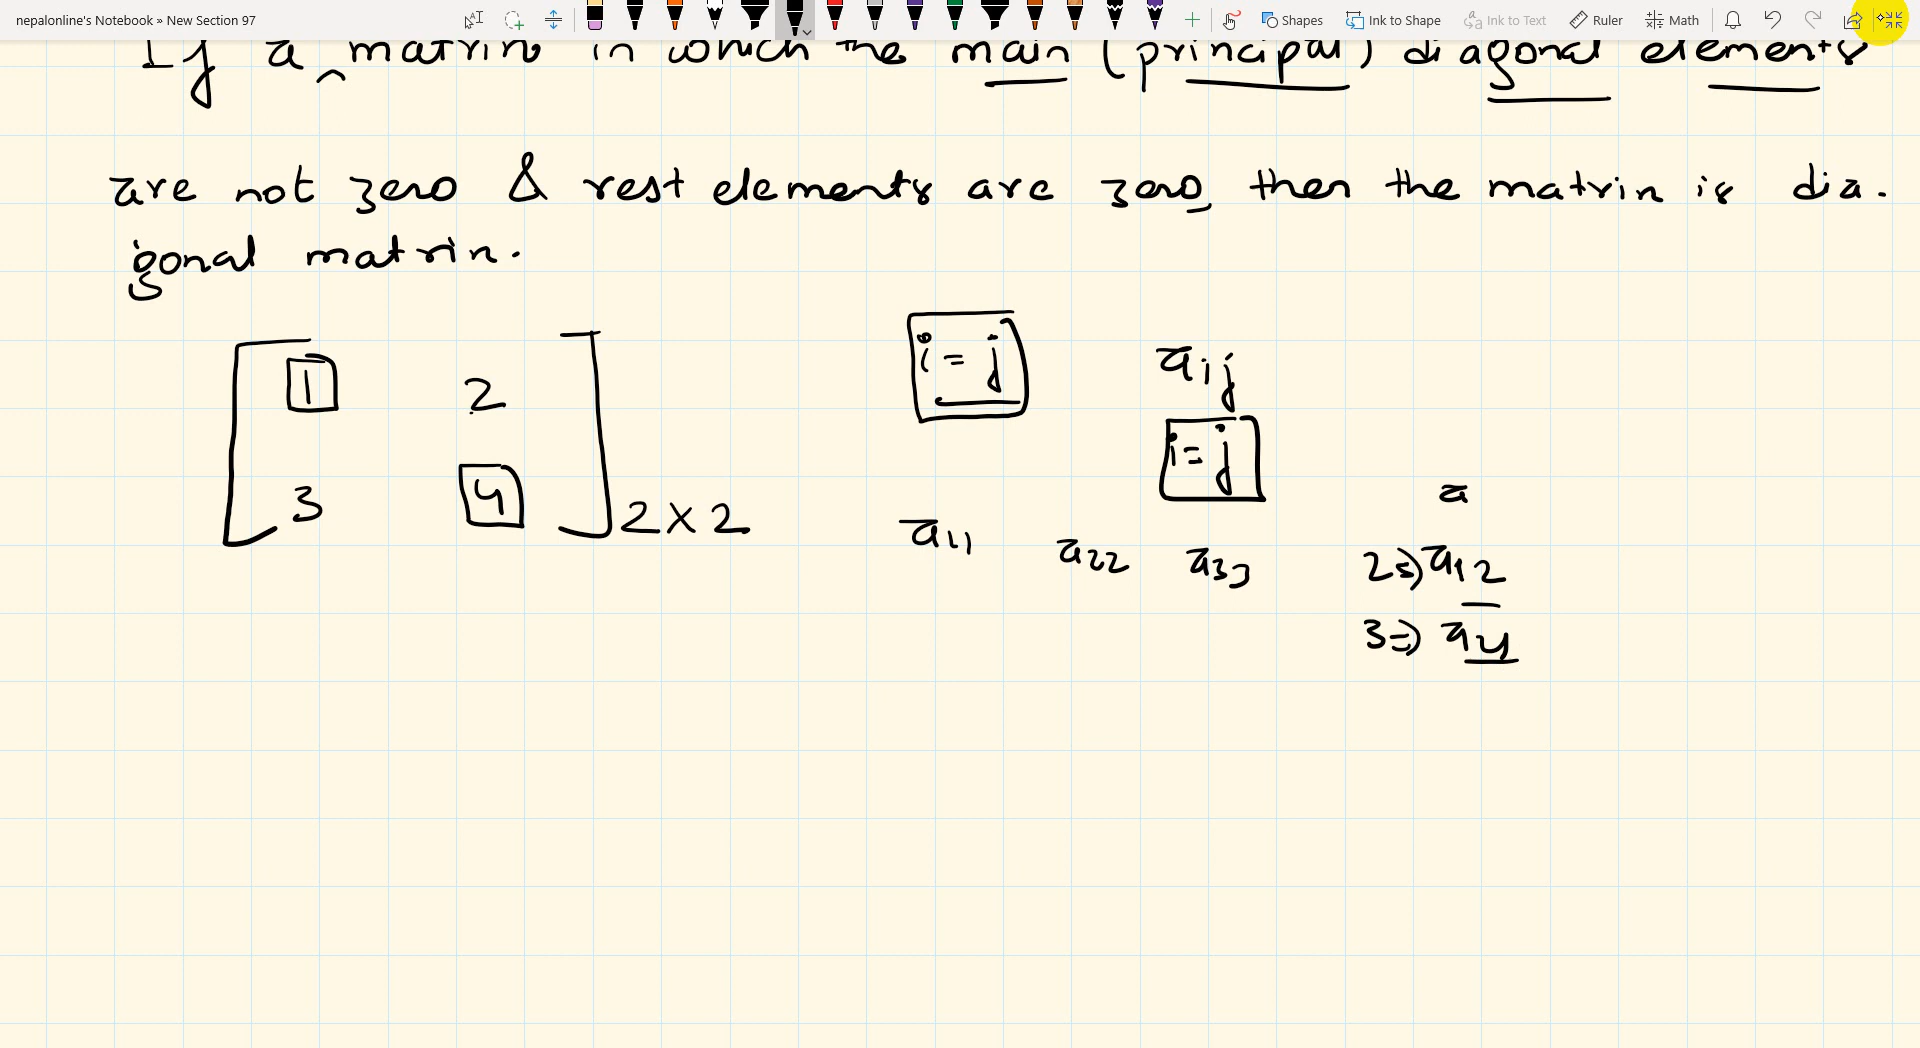 nepalonline's Notebook » New Section 97
Shapes Ink to Shape Ink to Text Ruler Math
If a ^ matrix in which the main (principal) diagonal elements
are not zero & rest elements are zero, then the matrix is dia-
gonal matrix.
[ 1 2
3 4 ] 2 × 2
i = j
aij
i = j
a
a11 a22 a33
2 => a12
3 =>